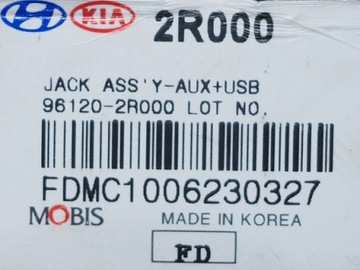 KIA 2R000
JACK ASS'Y-AUX+USB
96120-2R000 LOT NO.
FDMC1006230327
MOBIS MADE IN KOREA
FD